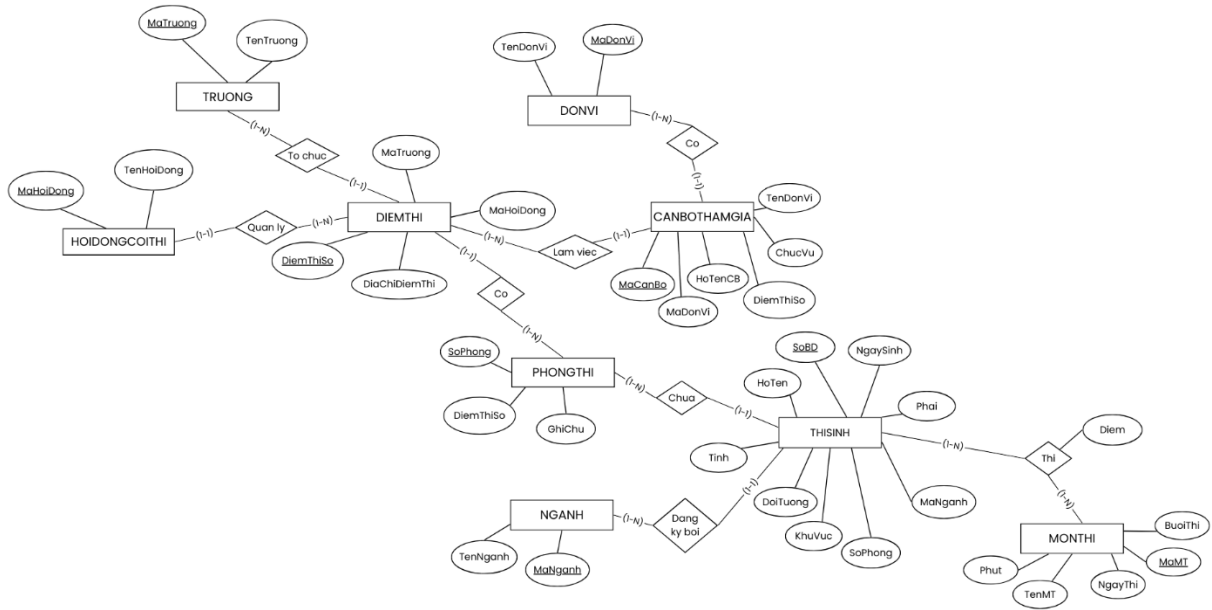 MaTruong
TenTruong
TRUONG
(1-N)
To chuc
(1-1)
TenDonVi
MaDonVi
DONVI
(1-N)
Co
(1-1)
MaHoiDong
TenHoiDong
HOIDONGCOITHI
(1-1)
Quan ly
(1-N)
MaTruong
MaHoiDong
DIEMTHI
DiemThiSo
DiaChiDiemThi
(1-N)
Lam viec
(1-1)
CANBOTHAMGIA
TenDonVi
ChucVu
DiemThiSo
HoTenCB
MaDonVi
MaCanBo
(1-1)
Co
(1-N)
SoPhong
PHONGTHI
DiemThiSo
GhiChu
(1-N)
Chua
(1-1)
SoBD
NgaySinh
HoTen
Phai
THISINH
Tinh
DoiTuong
KhuVuc
SoPhong
MaNganh
NGANH
TenNganh
MaNganh
(1-N)
Dang
ky boi
(1-1)
(1-N)
Thi
Diem
(1-N)
MONTHI
BuoiThi
MaMT
NgayThi
TenMT
Phut